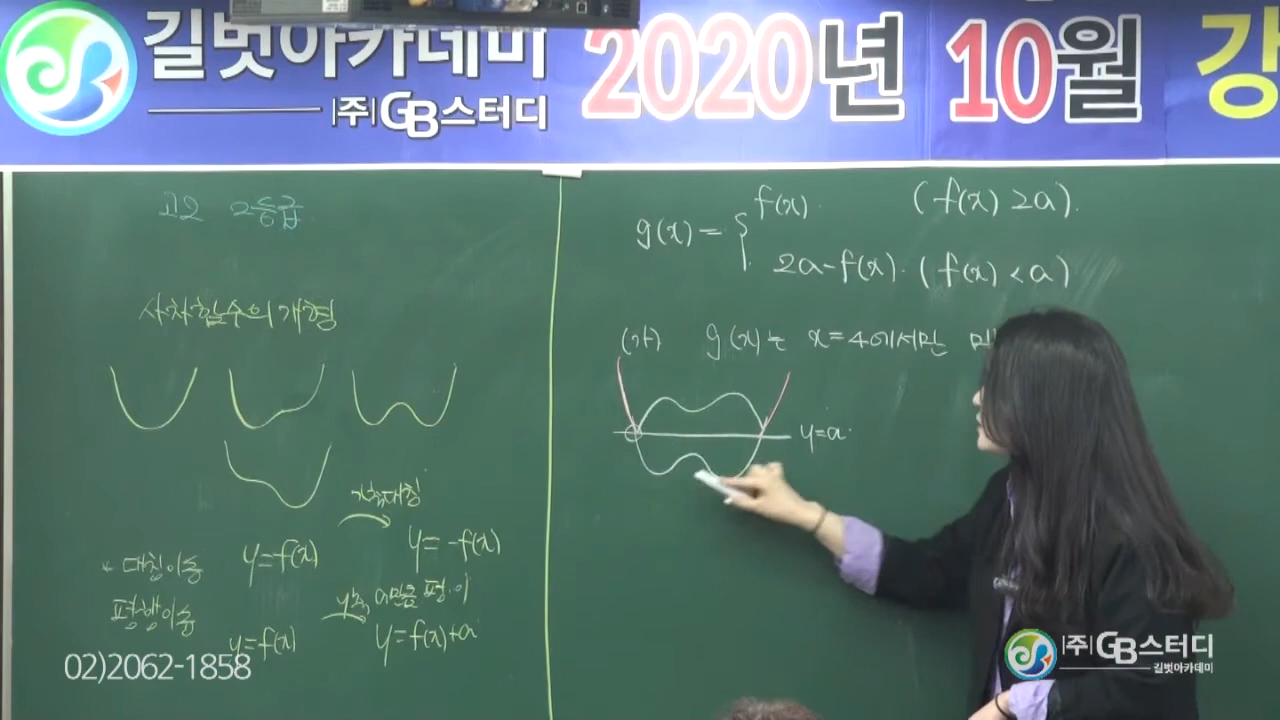 길벗아카데미 2020년 10월 강
|주| GB스터디
고2 2등급
사차함수의 개형
* 대칭이동 y=f(x) x축대칭 y=-f(x)
평행이동 y=f(x) y축 a만큼 평.이 y=f(x)+a
g(x)= { f(x). (f(x)≥a).
2a-f(x). (f(x)<a)
(가) g(x)는 x=4에서만 미
y=a.
02)2062-1858
|주| GB스터디
길벗아카데미